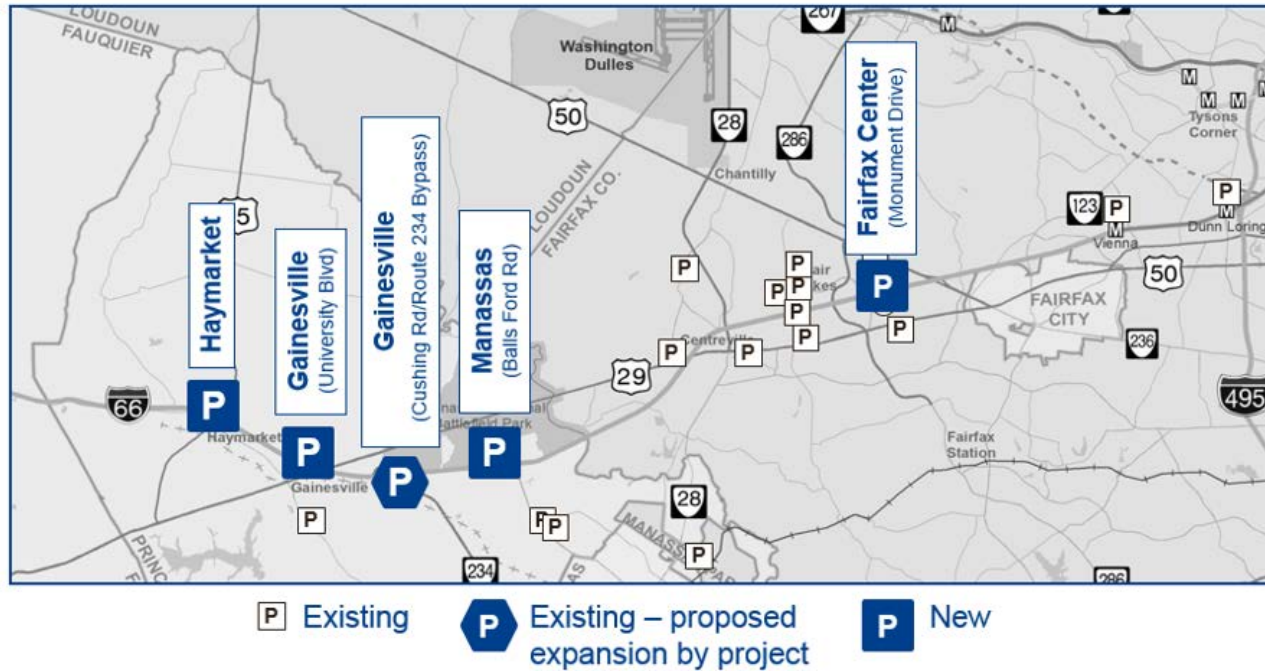 LOUDOUN
FAUQUIER
Washington
Dulles
267
50
28
286
Chantilly
LOUDOUN
FAIRFAX CO.
Fairfax Center
(Monument Drive)
M
M
M
M
M
Tysons
Corner
123
P
M
Vienna
P
M
Dunn Loring
50
Haymarket
Gainesville
(University Blvd)
Gainesville
(Cushing Rd/Route 234 Bypass)
Manassas
(Balls Ford Rd)
P
P
P
P
P
P
P
P
P
P
Centreville
29
FAIRFAX
CITY
236
495
66
P
Haymarket
P
Gainesville
P
P
Battlefield Park
Fairfax
Station
P
P
P
28
P
234
286
P Existing
P Existing – proposed
expansion by project
P New